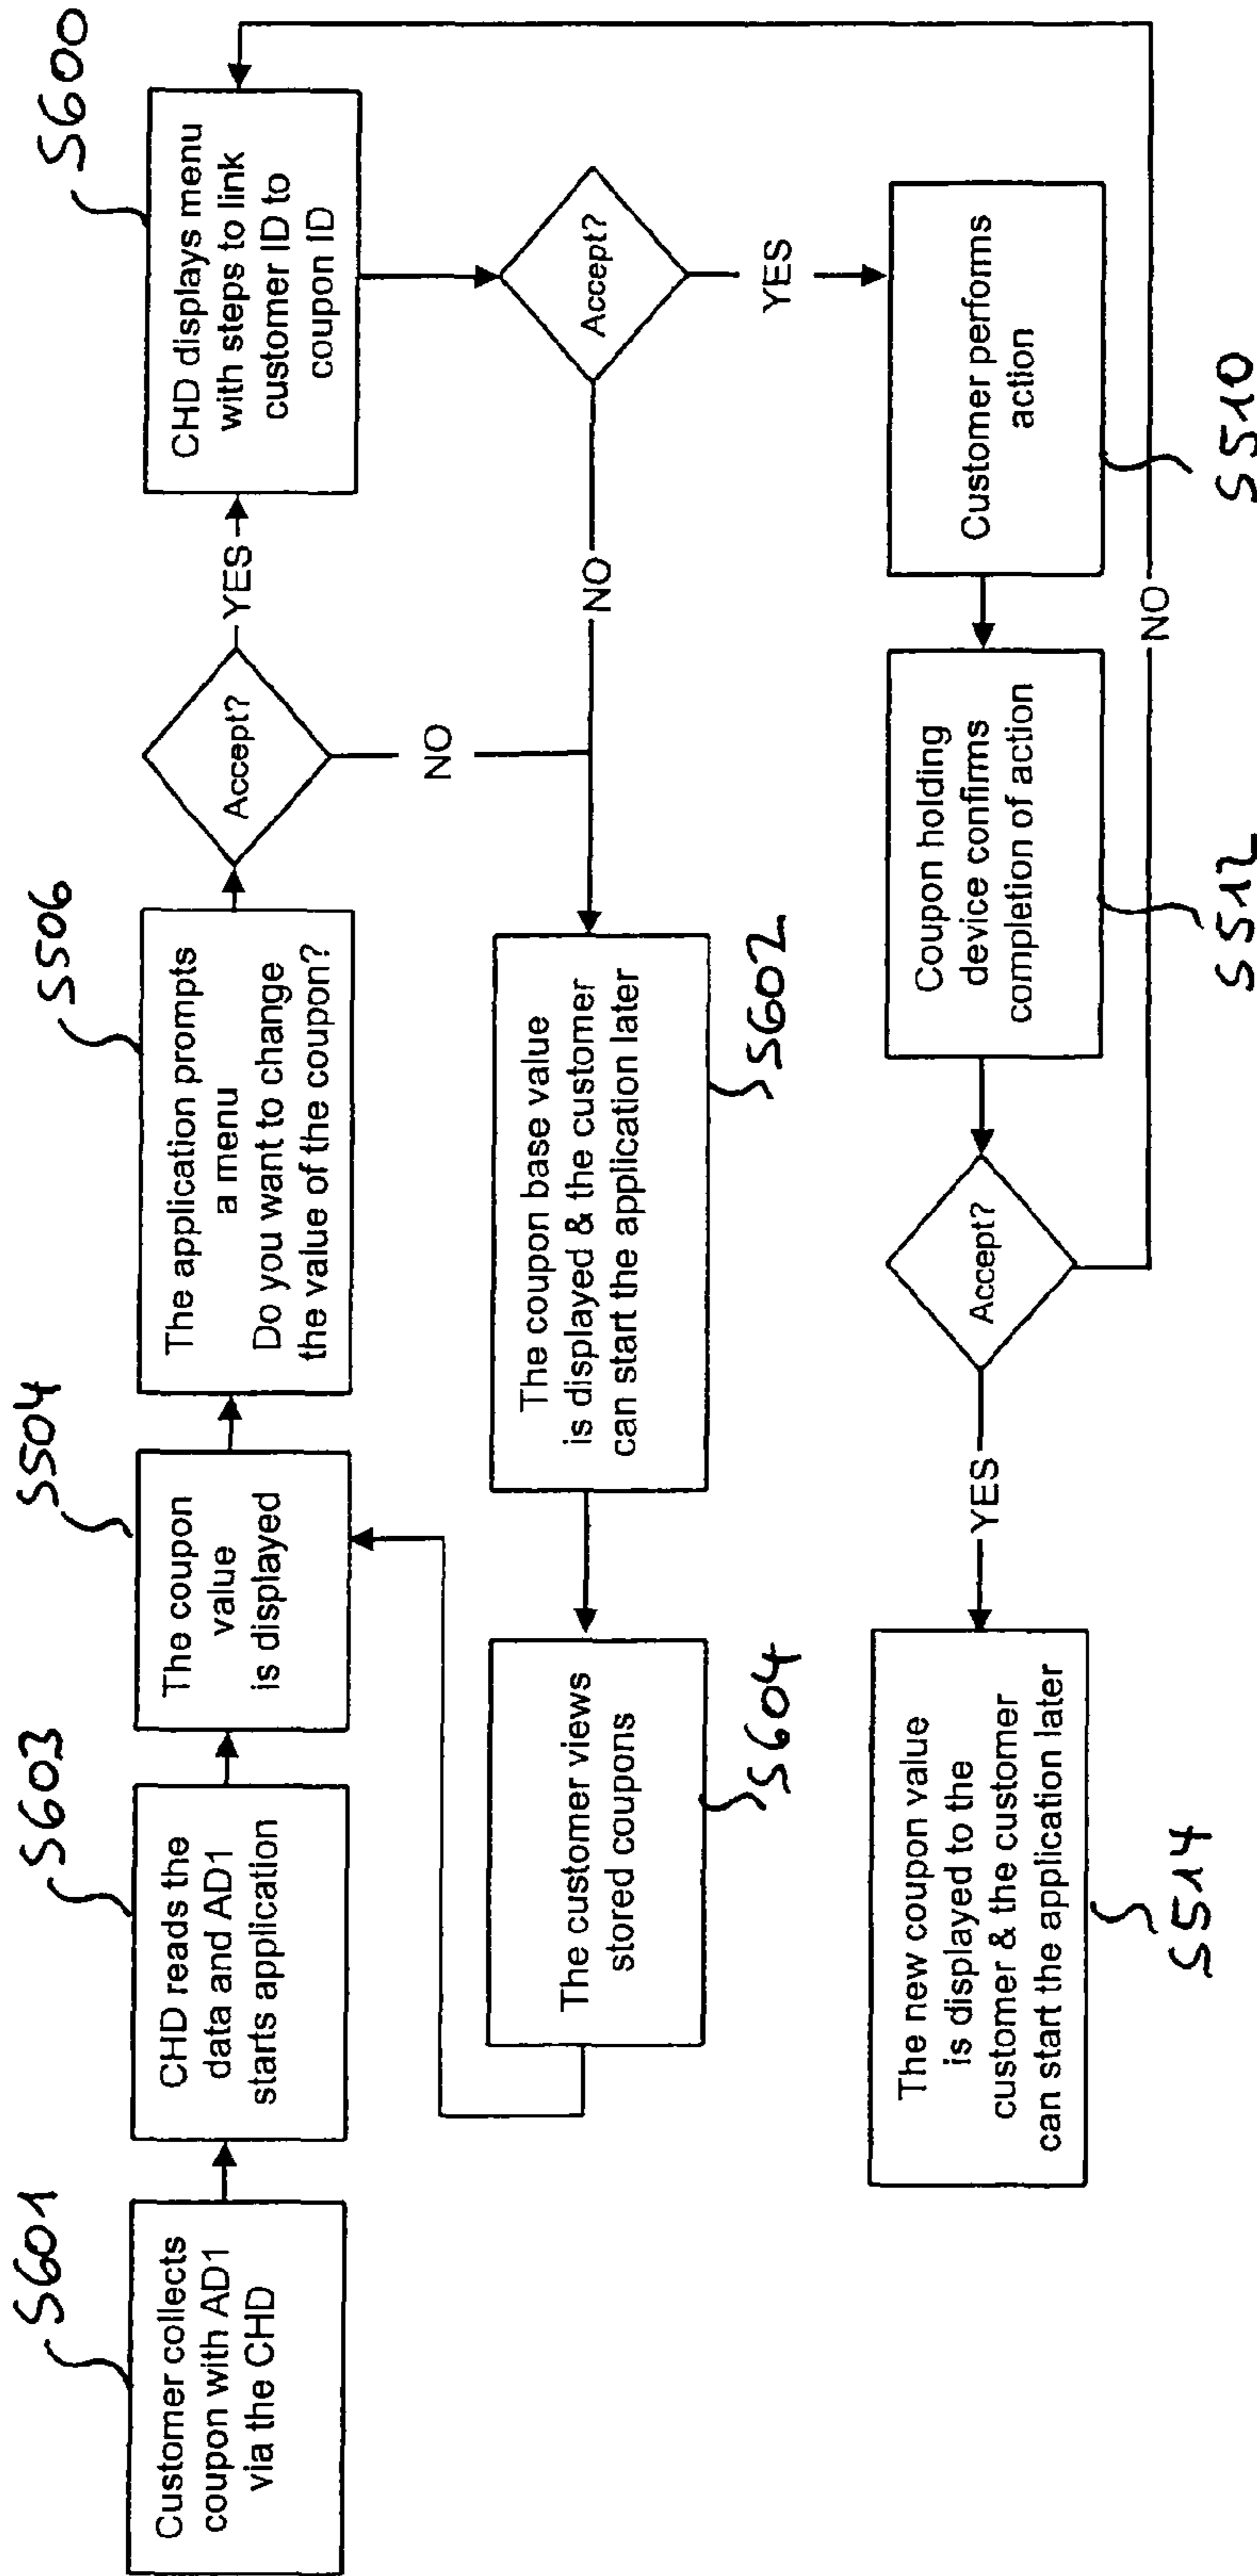 S601
Customer collects
coupon with AD1
via the CHD
S603
CHD reads the
data and AD1
starts application
S504
The coupon
value
is displayed
S506
The application prompts
a menu
Do you want to change
the value of the coupon?
Accept?
YES
NO
S600
CHD displays menu
with steps to link
customer ID to
coupon ID
Accept?
NO
YES
The coupon base value
is displayed & the customer
can start the application later
S602
The customer views
stored coupons
S604
Customer performs
action
S510
Coupon holding
device confirms
completion of action
S512
Accept?
NO
YES
The new coupon value
is displayed to the
customer & the customer
can start the application later
S514